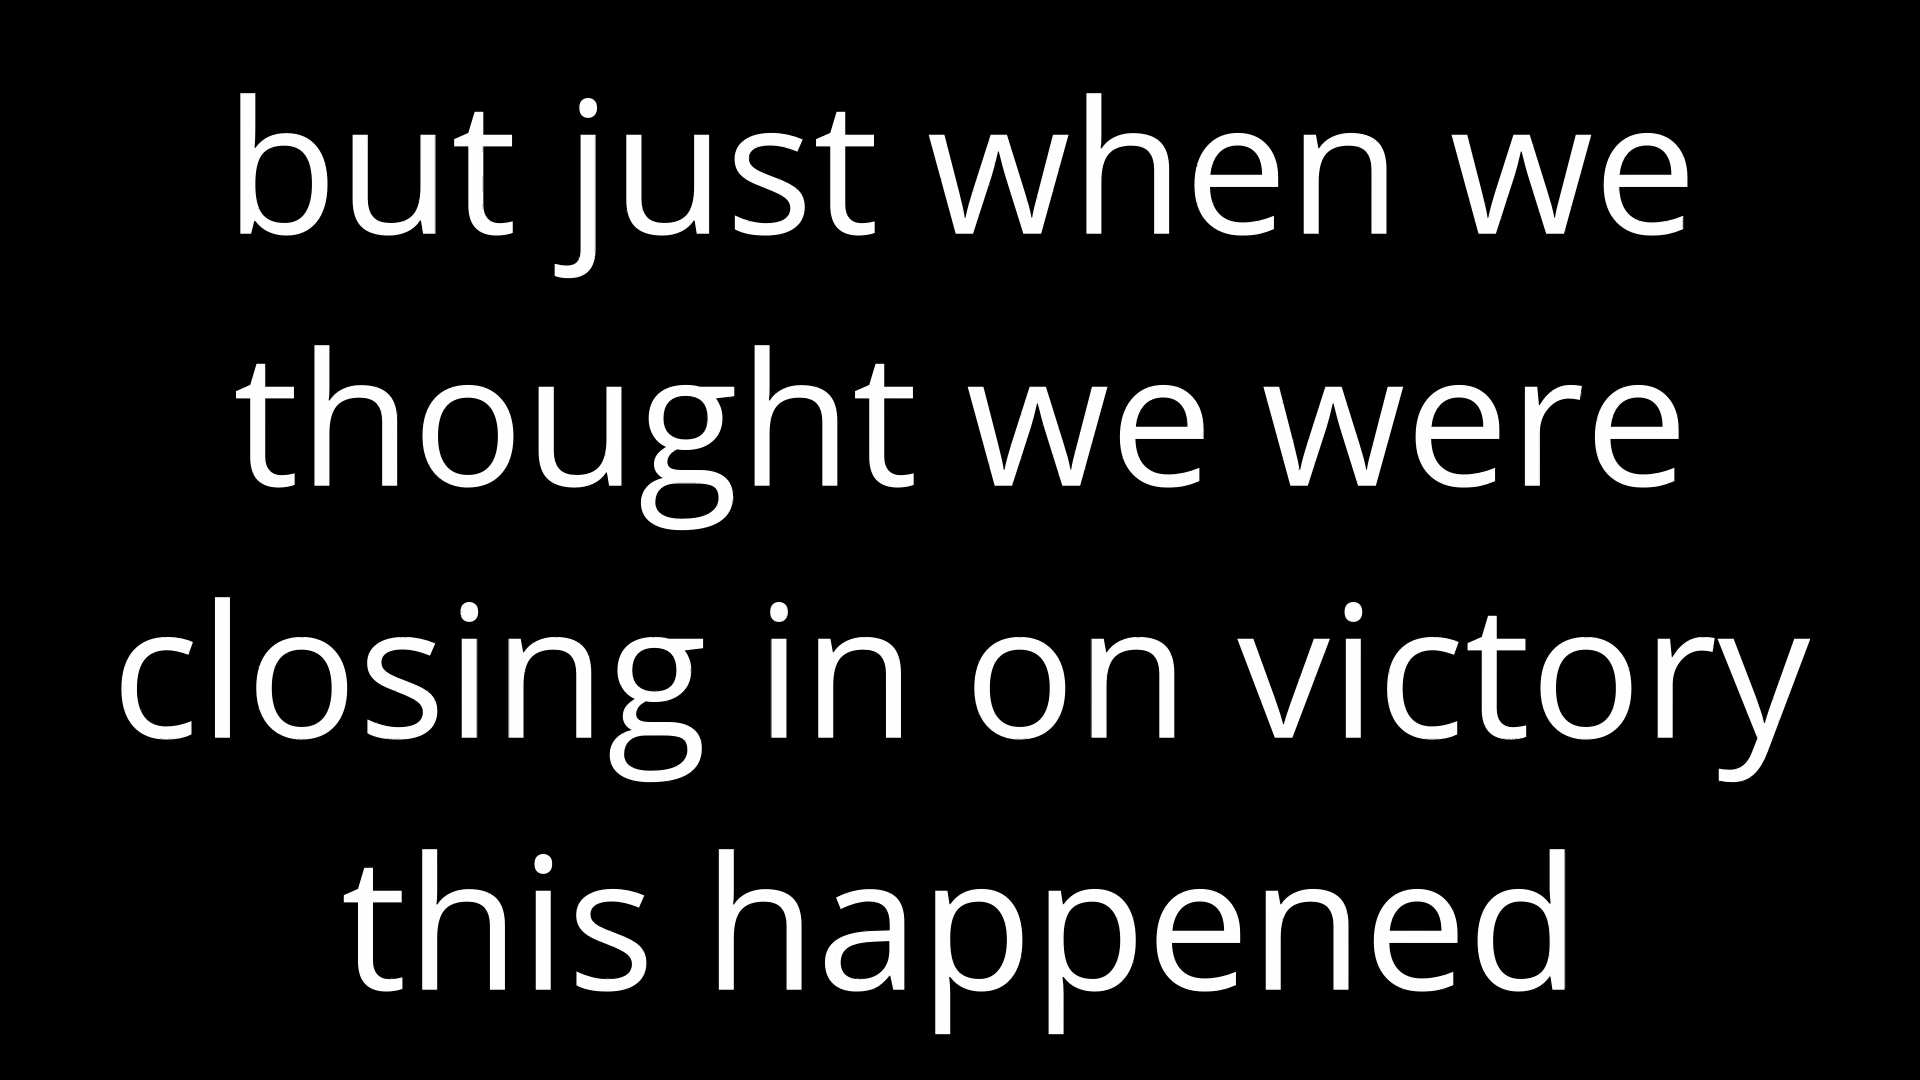 but just when we
thought we were
closing in on victory
this happened